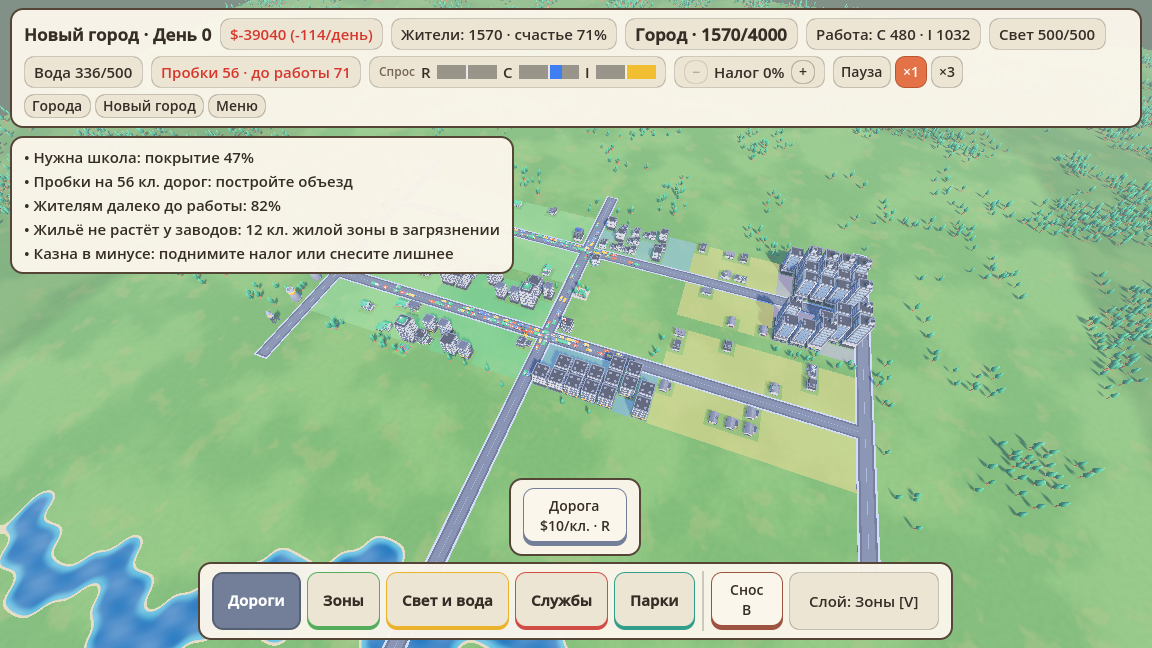 Новый город · День 0
$-39040 (-114/день)
Жители: 1570 · счастье 71%
Город · 1570/4000
Работа: C 480 · I 1032
Свет 500/500
Вода 336/500
Пробки 56 · до работы 71
Спрос R C I
− Налог 0% +
Пауза ×1 ×3
Города Новый город Меню
• Нужна школа: покрытие 47%
• Пробки на 56 кл. дорог: постройте объезд
• Жителям далеко до работы: 82%
• Жильё не растёт у заводов: 12 кл. жилой зоны в загрязнении
• Казна в минусе: поднимите налог или снесите лишнее
Дорога
$10/кл. · R
Дороги
Зоны
Свет и вода
Службы
Парки
Снос
B
Слой: Зоны [V]